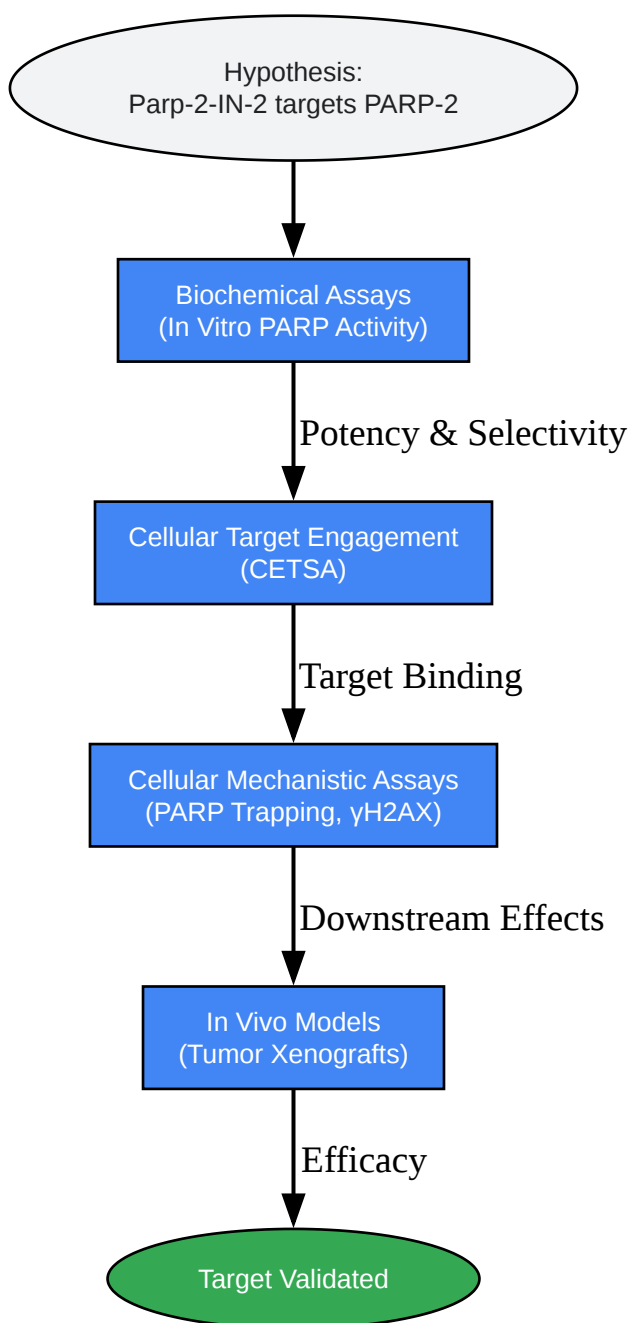 Hypothesis:
Parp-2-IN-2 targets PARP-2
Biochemical Assays
(In Vitro PARP Activity)
Potency & Selectivity
Cellular Target Engagement
(CETSA)
Target Binding
Cellular Mechanistic Assays
(PARP Trapping, γH2AX)
Downstream Effects
In Vivo Models
(Tumor Xenografts)
Efficacy
Target Validated